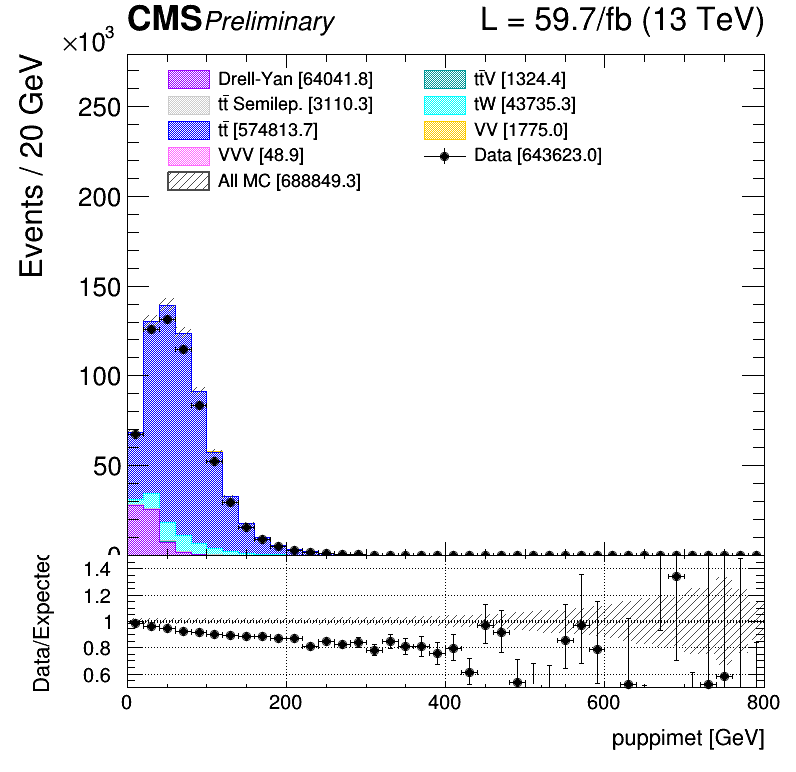 CMS Preliminary L = 59.7/fb (13 TeV)
×10³
Events / 20 GeV
250
200
150
100
50
0
Drell-Yan [64041.8]
tt̄ Semilep. [3110.3]
tt̄ [574813.7]
VVV [48.9]
All MC [688849.3]
tt̄V [1324.4]
tW [43735.3]
VV [1775.0]
Data [643623.0]
Data/Expected
1.4
1.2
1
0.8
0.6
0 200 400 600 800
puppimet [GeV]